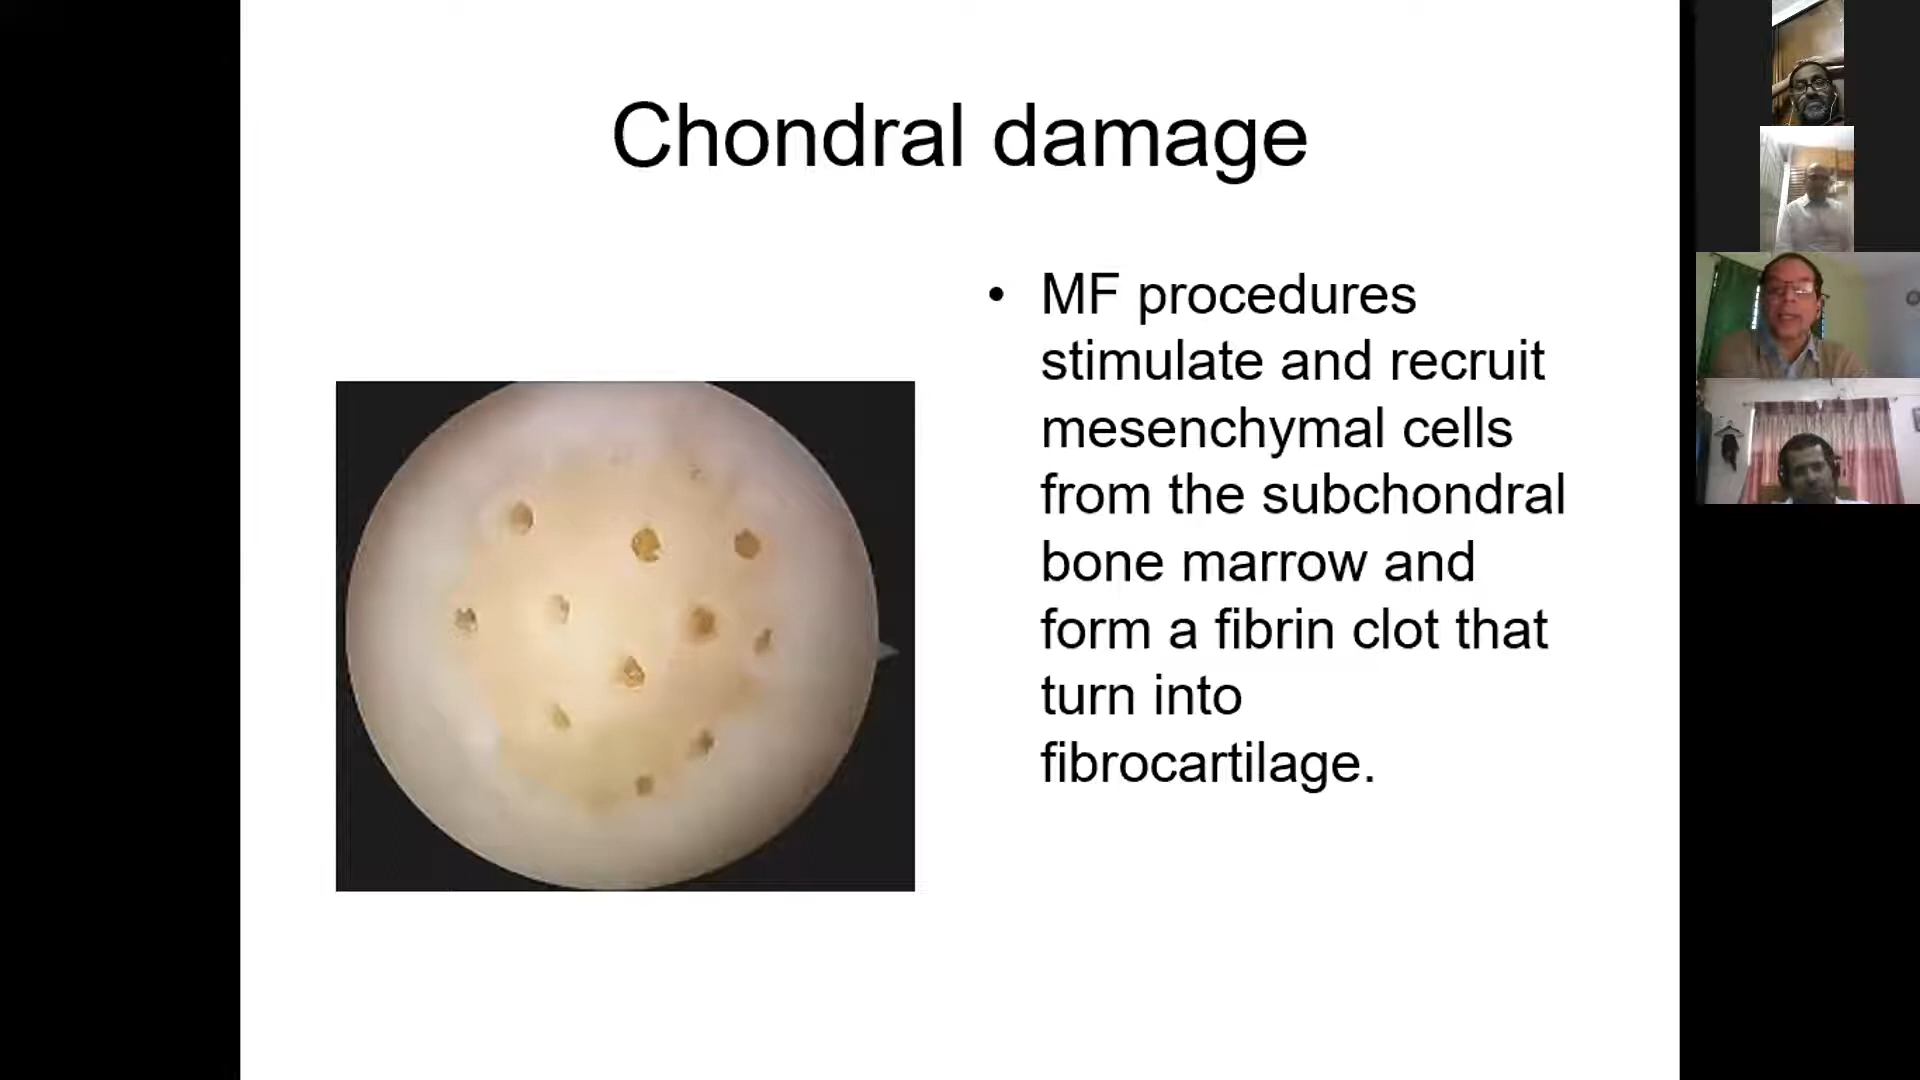 Chondral damage
• MF procedures
stimulate and recruit
mesenchymal cells
from the subchondral
bone marrow and
form a fibrin clot that
turn into
fibrocartilage.